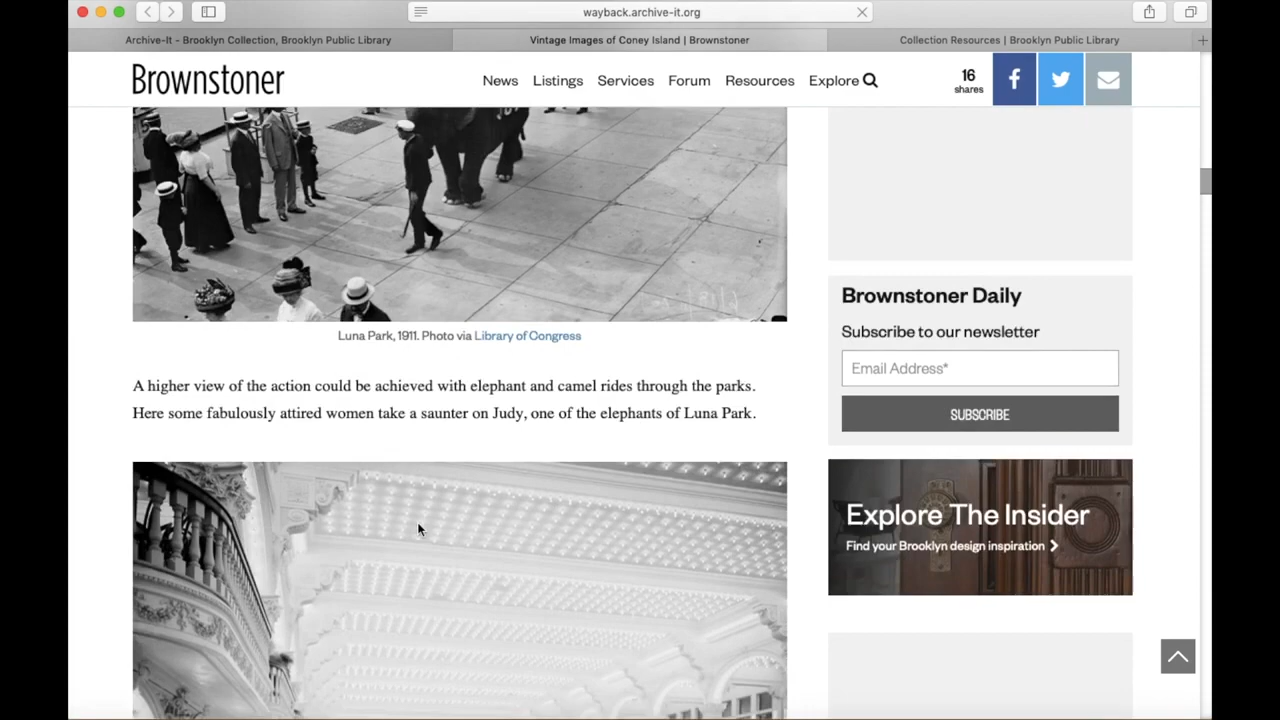 wayback.archive-it.org
Archive-It - Brooklyn Collection, Brooklyn Public Library
Vintage Images of Coney Island | Brownstoner
Collection Resources | Brooklyn Public Library
Brownstoner
News Listings Services Forum Resources Explore
16
shares
Luna Park, 1911. Photo via Library of Congress
A higher view of the action could be achieved with elephant and camel rides through the parks.
Here some fabulously attired women take a saunter on Judy, one of the elephants of Luna Park.
Brownstoner Daily
Subscribe to our newsletter
Email Address*
SUBSCRIBE
Explore The Insider
Find your Brooklyn design inspiration